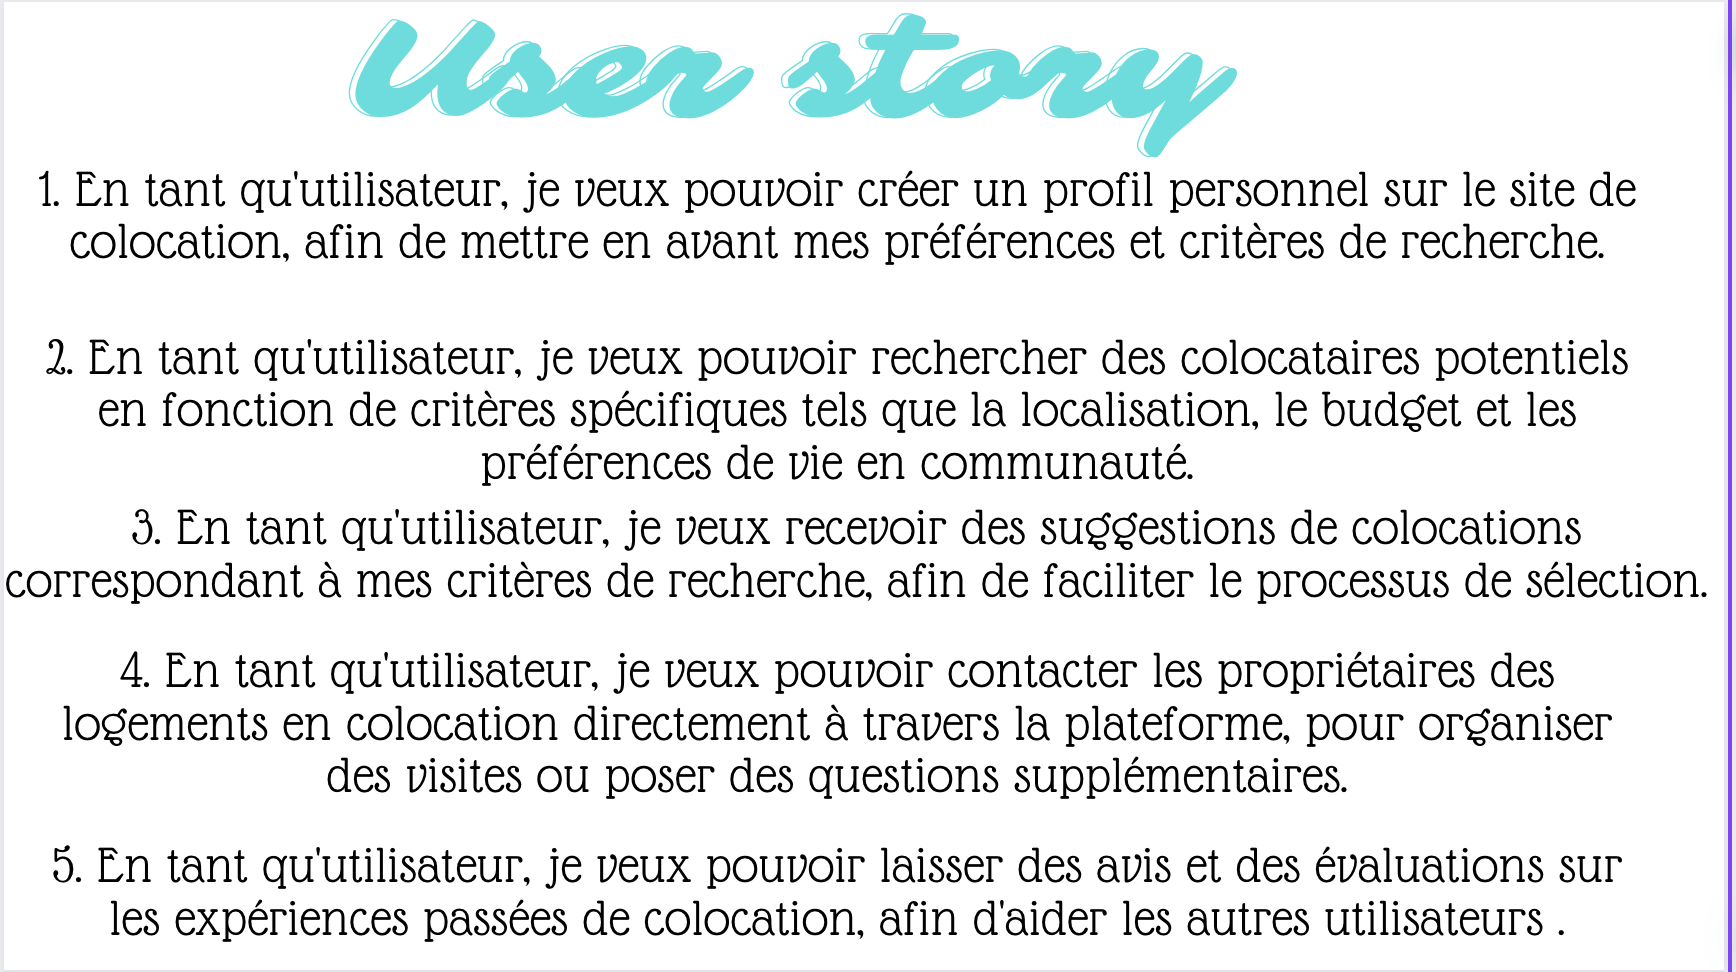 User story
1. En tant qu'utilisateur, je veux pouvoir créer un profil personnel sur le site de
colocation, afin de mettre en avant mes préférences et critères de recherche.
2. En tant qu'utilisateur, je veux pouvoir rechercher des colocataires potentiels
en fonction de critères spécifiques tels que la localisation, le budget et les
préférences de vie en communauté.
3. En tant qu'utilisateur, je veux recevoir des suggestions de colocations
correspondant à mes critères de recherche, afin de faciliter le processus de sélection.
4. En tant qu'utilisateur, je veux pouvoir contacter les propriétaires des
logements en colocation directement à travers la plateforme, pour organiser
des visites ou poser des questions supplémentaires.
5. En tant qu'utilisateur, je veux pouvoir laisser des avis et des évaluations sur
les expériences passées de colocation, afin d'aider les autres utilisateurs .